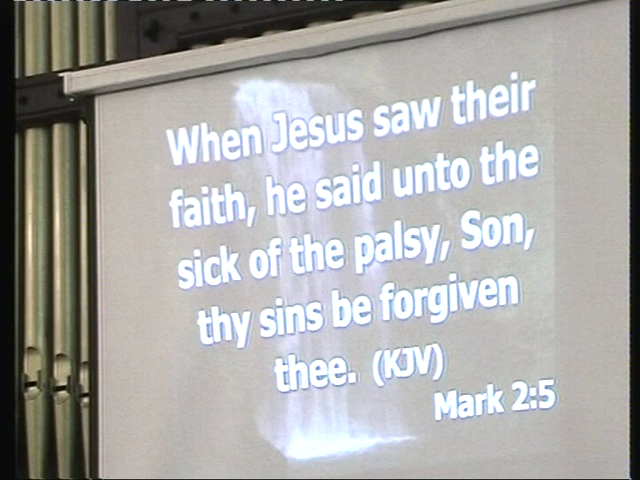 When Jesus saw their
faith, he said unto the
sick of the palsy, Son,
thy sins be forgiven
thee. (KJV)
Mark 2:5